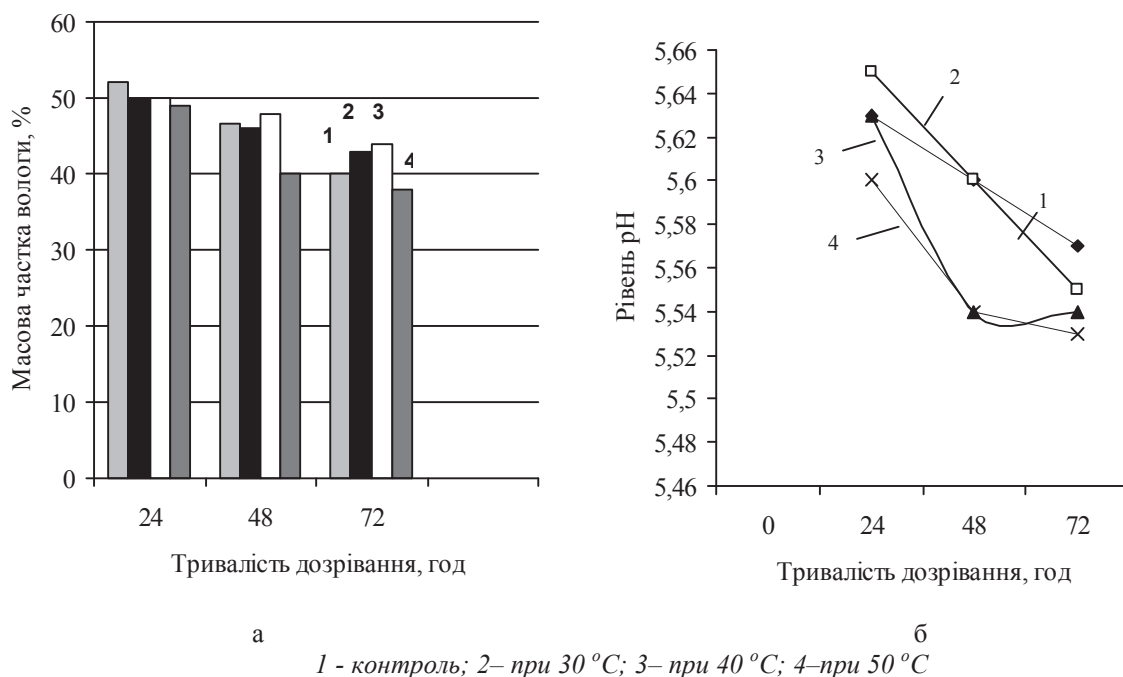 Масова частка вологи, %
60
50
40
30
20
10
0
1
2
3
4
24 48 72
Тривалість дозрівання, год
а
Рівень рН
5,66
5,64
5,62
5,6
5,58
5,56
5,54
5,52
5,5
5,48
5,46
2
3
1
4
0 24 48 72
Тривалість дозрівання, год
б
1 - контроль; 2– при 30 °С; 3– при 40 °С; 4–при 50 °С